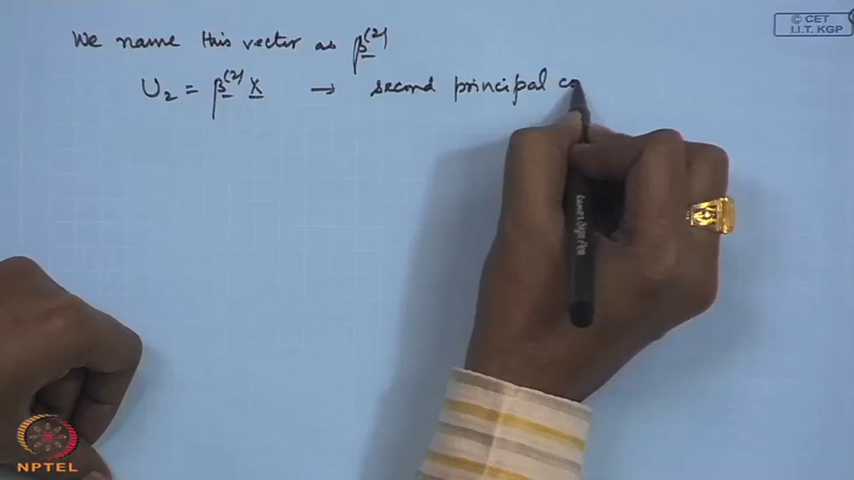 We name this vector as β^(2)
U₂ = β^(2) X → second principal co
© CET
I.I.T. KGP
NPTEL